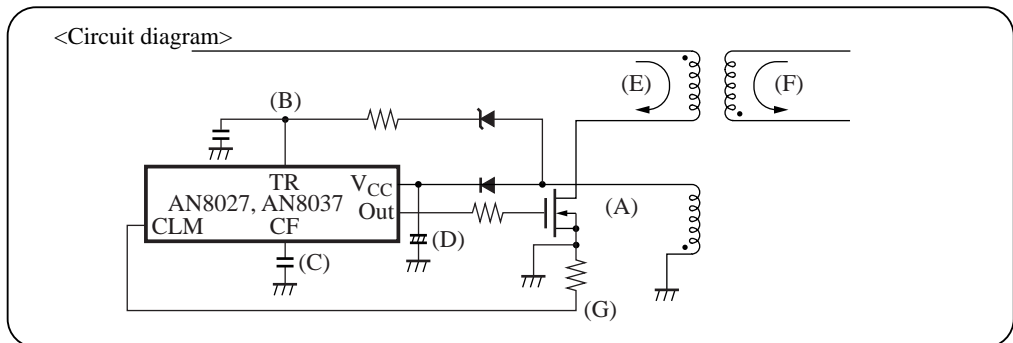 <Circuit diagram>
(E)
(F)
(B)
TR
VCC
AN8027, AN8037
Out
(A)
CLM
CF
(D)
(C)
(G)